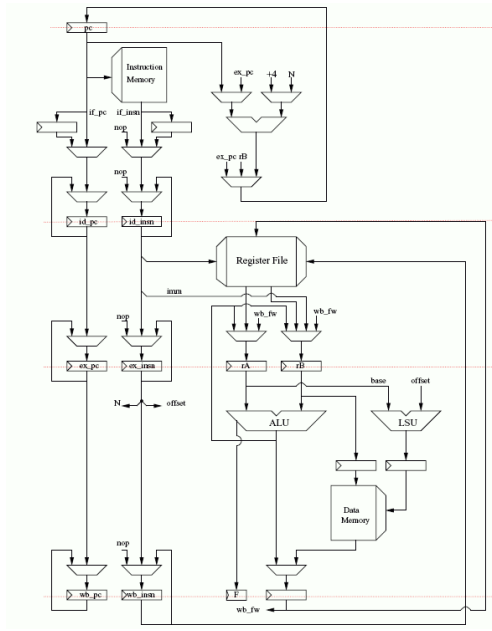 pc
Instruction
Memory
ex_pc
+4
N
if_pc
if_insn
nop
nop
ex_pc rB
id_pc
id_insn
Register File
imm
wb_fw
wb_fw
nop
ex_pc
ex_insn
rA
rB
N
offset
base
offset
ALU
LSU
Data
Memory
nop
wb_pc
wb_insn
F
wb_fw